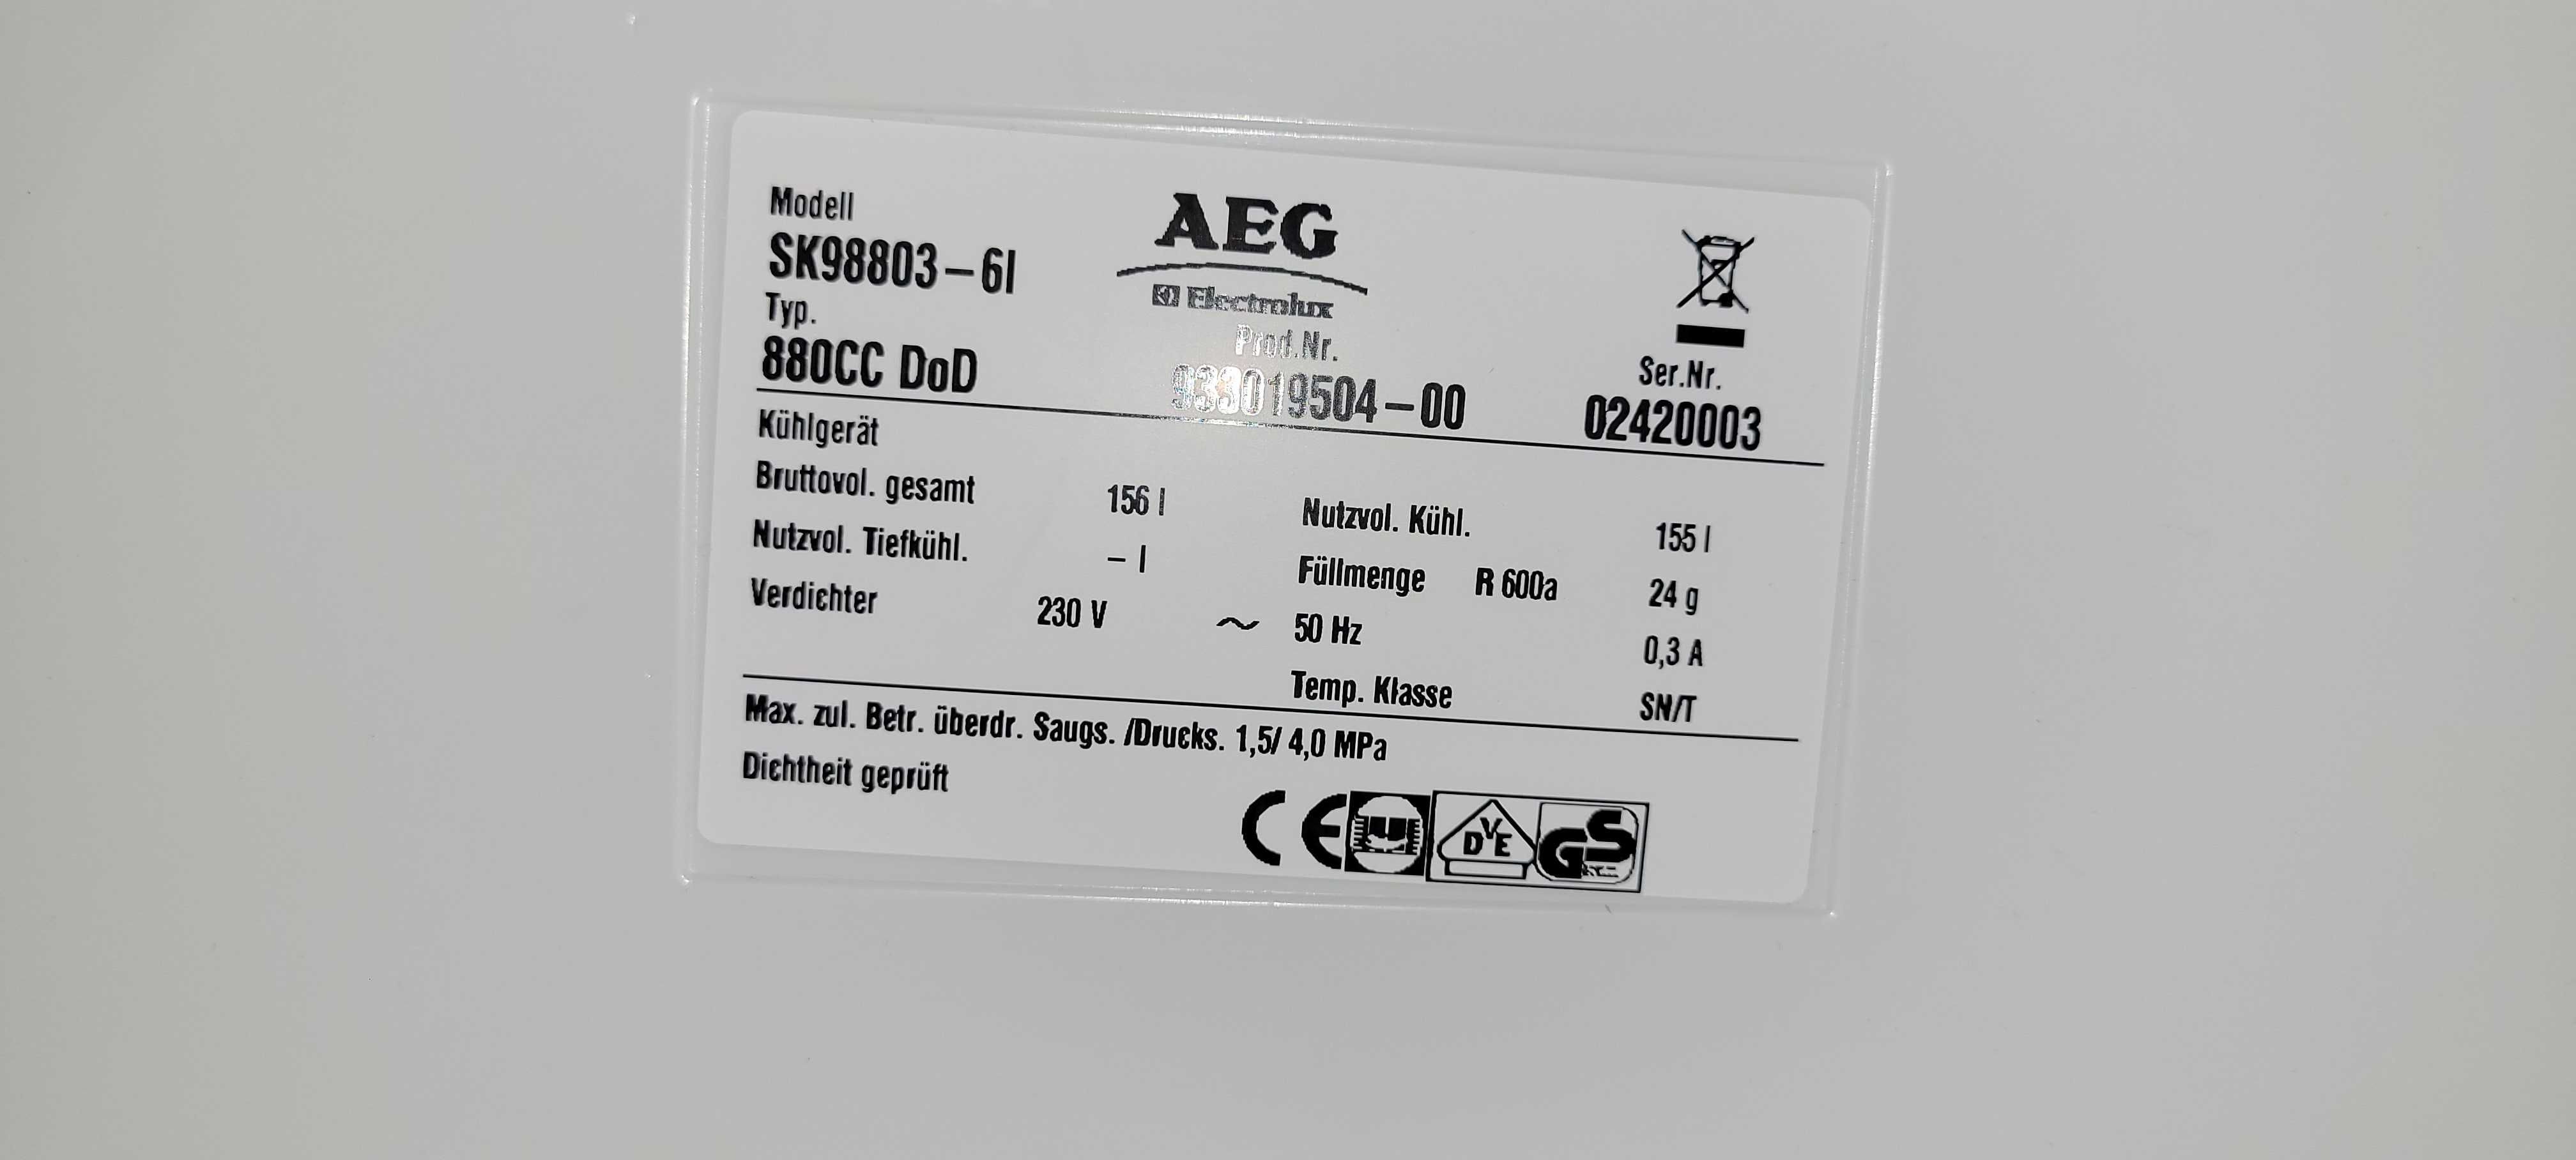 Modell
SK98803-6I
Typ.
880CC DoD
AEG
Electrolux
Prod.Nr.
933019504-00
Ser.Nr.
02420003
Kühlgerät
Bruttovol. gesamt 156 l Nutzvol. Kühl. 155 l
Nutzvol. Tiefkühl. – l Füllmenge R 600a 24 g
Verdichter 230 V ~ 50 Hz 0,3 A
Temp. Klasse SN/T
Max. zul. Betr. überdr. Saugs. /Drucks. 1,5/ 4,0 MPa
Dichtheit geprüft
CE
DVE
GS